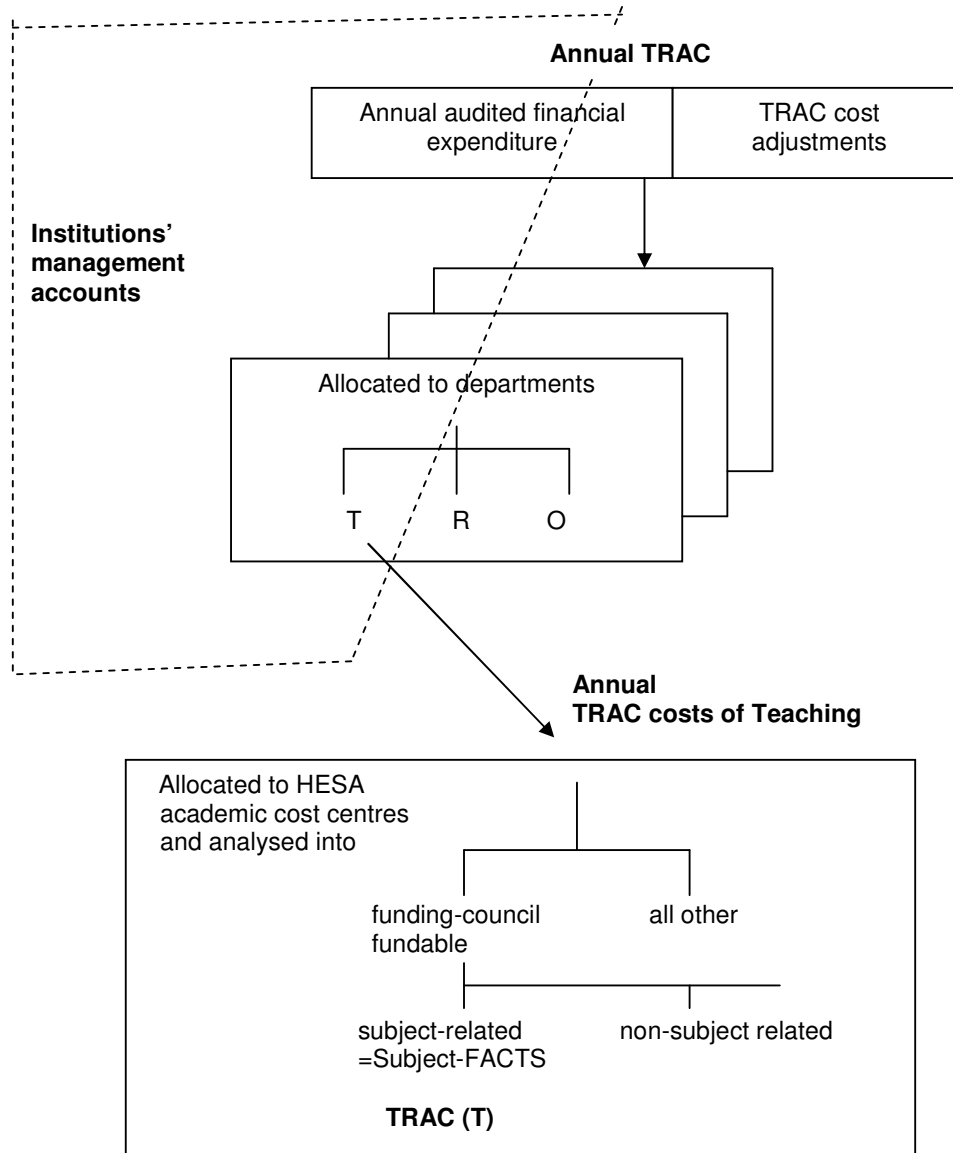 Annual TRAC
Annual audited financial
expenditure
TRAC cost
adjustments
Institutions’
management
accounts
Allocated to departments
T R O
Annual
TRAC costs of Teaching
Allocated to HESA
academic cost centres
and analysed into
funding-council
fundable
all other
subject-related
=Subject-FACTS
non-subject related
TRAC (T)